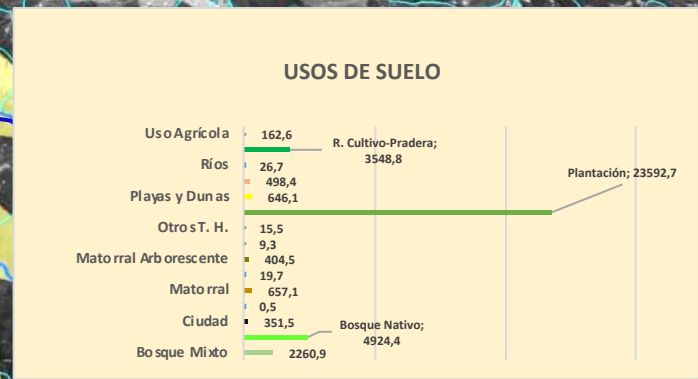 USOS DE SUELO
Uso Agrícola 162,6
R. Cultivo-Pradera;
3548,8
Ríos 26,7
498,4
Plantación; 23592,7
Playas y Dunas 646,1
Otros T. H. 15,5
9,3
Matorral Arborescente 404,5
19,7
Matorral 657,1
0,5
Ciudad 351,5
Bosque Nativo;
4924,4
Bosque Mixto 2260,9